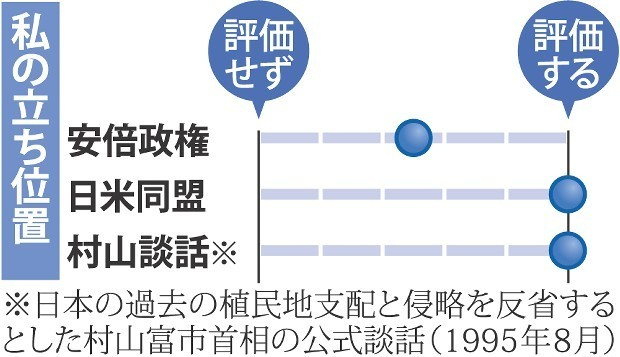 私の立ち位置
評価
せず
評価
する
安倍政権
日米同盟
村山談話※
※日本の過去の植民地支配と侵略を反省する
とした村山富市首相の公式談話（1995年8月）